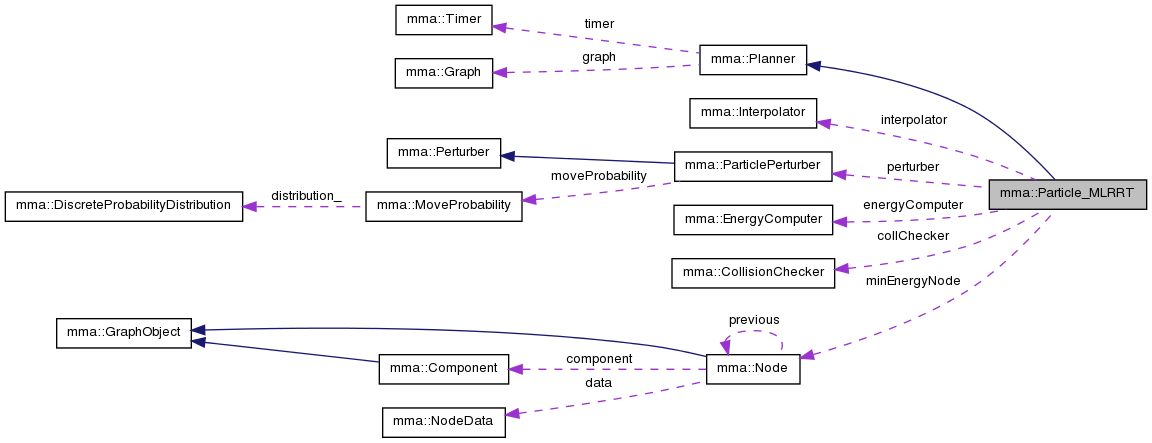 mma::Timer
timer
mma::Planner
graph
mma::Graph
mma::Interpolator
interpolator
mma::Perturber
mma::ParticlePerturber
perturber
moveProbability
mma::Particle_MLRRT
distribution_
mma::DiscreteProbabilityDistribution
mma::MoveProbability
energyComputer
mma::EnergyComputer
collChecker
mma::CollisionChecker
minEnergyNode
previous
mma::GraphObject
component
mma::Component
mma::Node
data
mma::NodeData